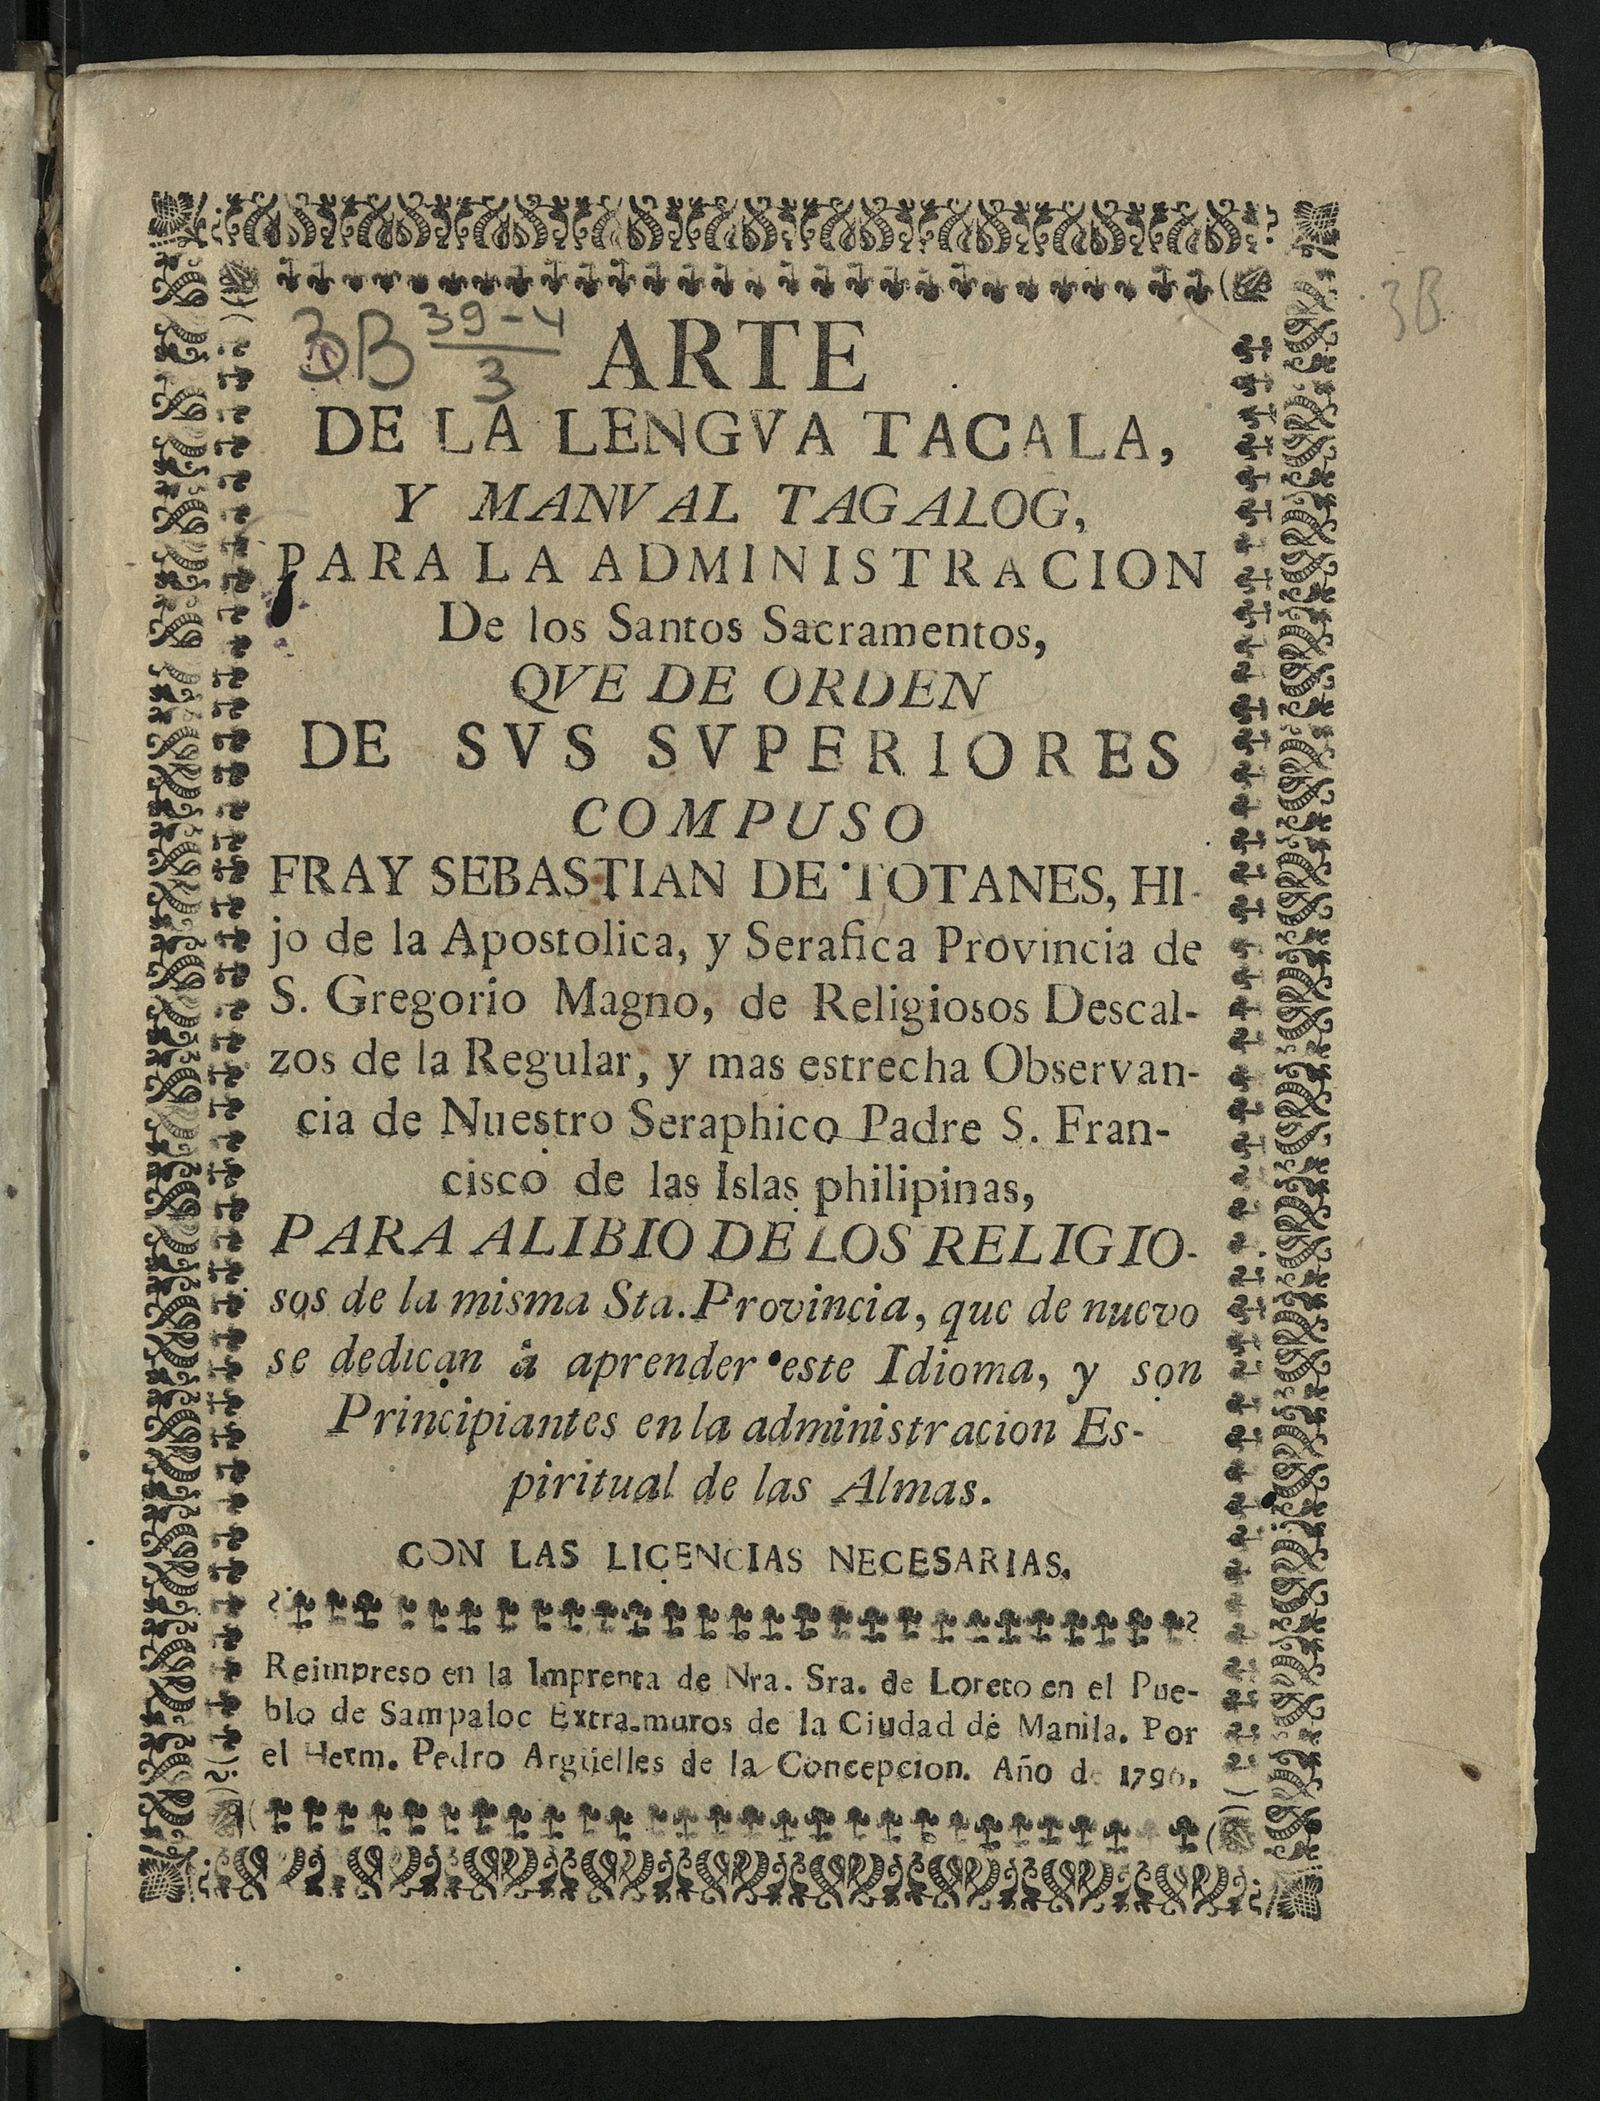 3B 39-4
3
3B
ARTE
DE LA LENGVA TAGALA,
Y MANVAL TAGALOG,
PARA LA ADMINISTRACION
De los Santos Sacramentos,
QVE DE ORDEN
DE SVS SVPERIORES
COMPUSO
FRAY SEBASTIAN DE TOTANES, HI-
jo de la Apostolica, y Serafica Provincia de
S. Gregorio Magno, de Religiosos Descal-
zos de la Regular, y mas estrecha Observan-
cia de Nuestro Seraphico Padre S. Fran-
cisco de las Islas philipinas,
PARA ALIBIO DE LOS RELIGIO-
sos de la misma Sta. Provincia, que de nuevo
se dedican à aprender este Idioma, y son
Principiantes en la administracion Es-
piritual de las Almas.
CON LAS LICENCIAS NECESARIAS.
Reimpreso en la Imprenta de Nra. Sra. de Loreto en el Pue-
blo de Sampaloc Extra-muros de la Ciudad de Manila. Por
el Herm. Pedro Argüelles de la Concepcion. Año de 1796.